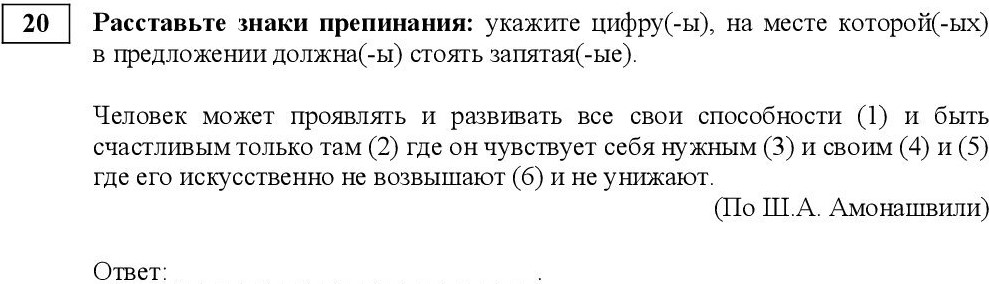 20 Расставьте знаки препинания: укажите цифру(-ы), на месте которой(-ых)
в предложении должна(-ы) стоять запятая(-ые).
Человек может проявлять и развивать все свои способности (1) и быть
счастливым только там (2) где он чувствует себя нужным (3) и своим (4) и (5)
где его искусственно не возвышают (6) и не унижают.
(По Ш.А. Амонашвили)
Ответ: .